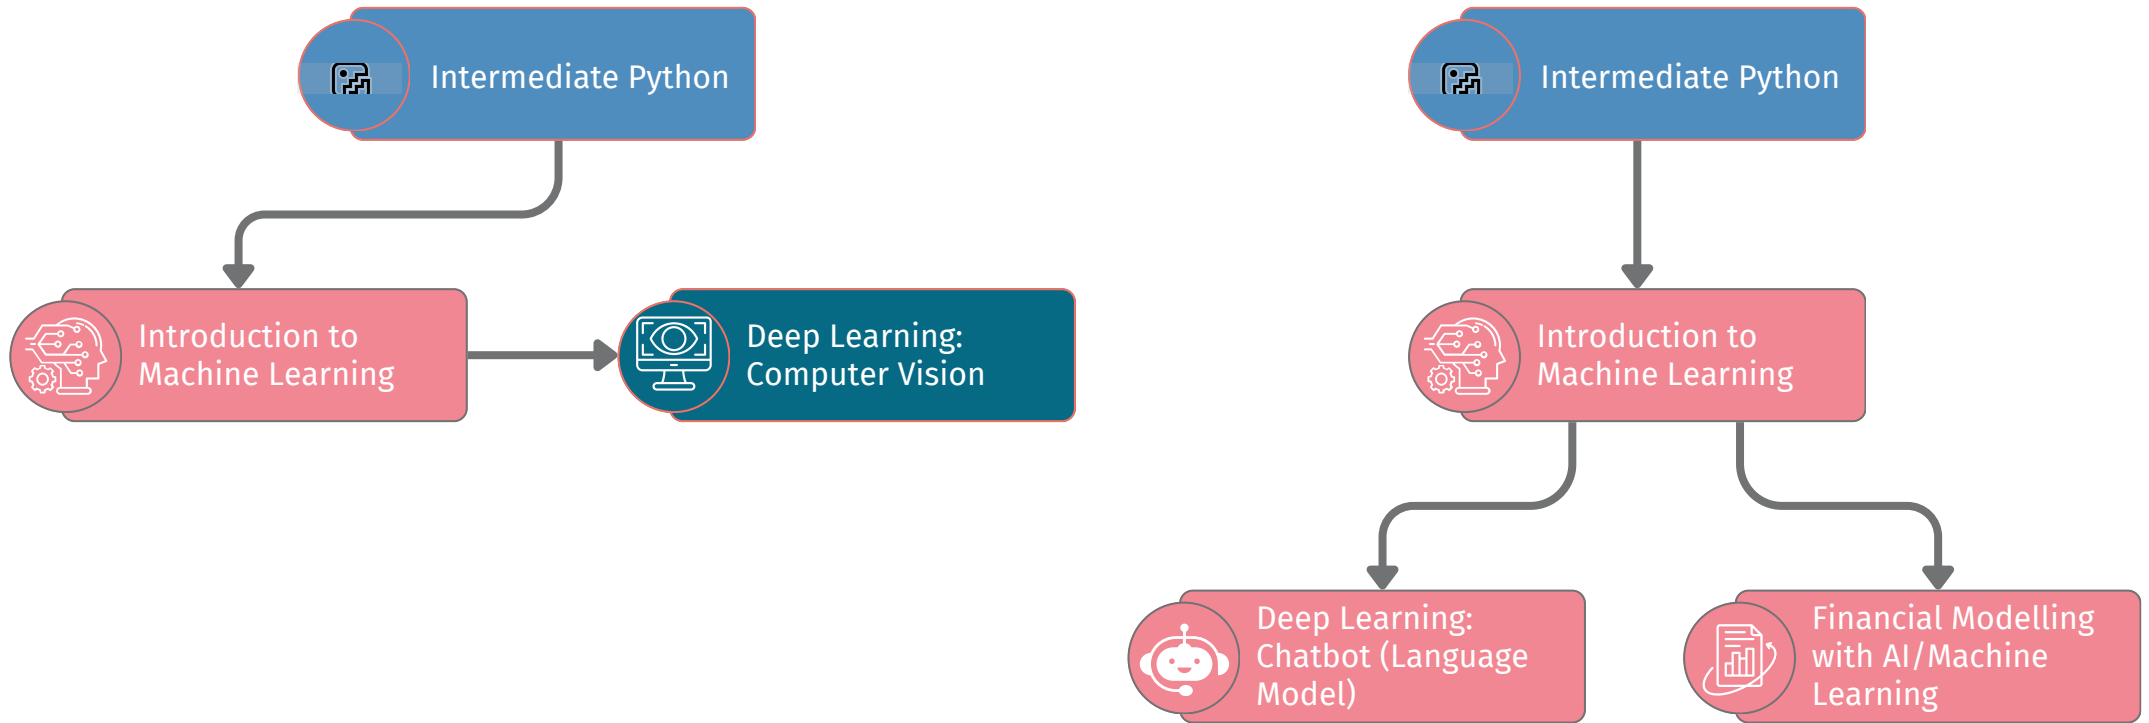 Intermediate Python
Introduction to
Machine Learning
Deep Learning:
Computer Vision
Intermediate Python
Introduction to
Machine Learning
Deep Learning:
Chatbot (Language
Model)
Financial Modelling
with AI/Machine
Learning